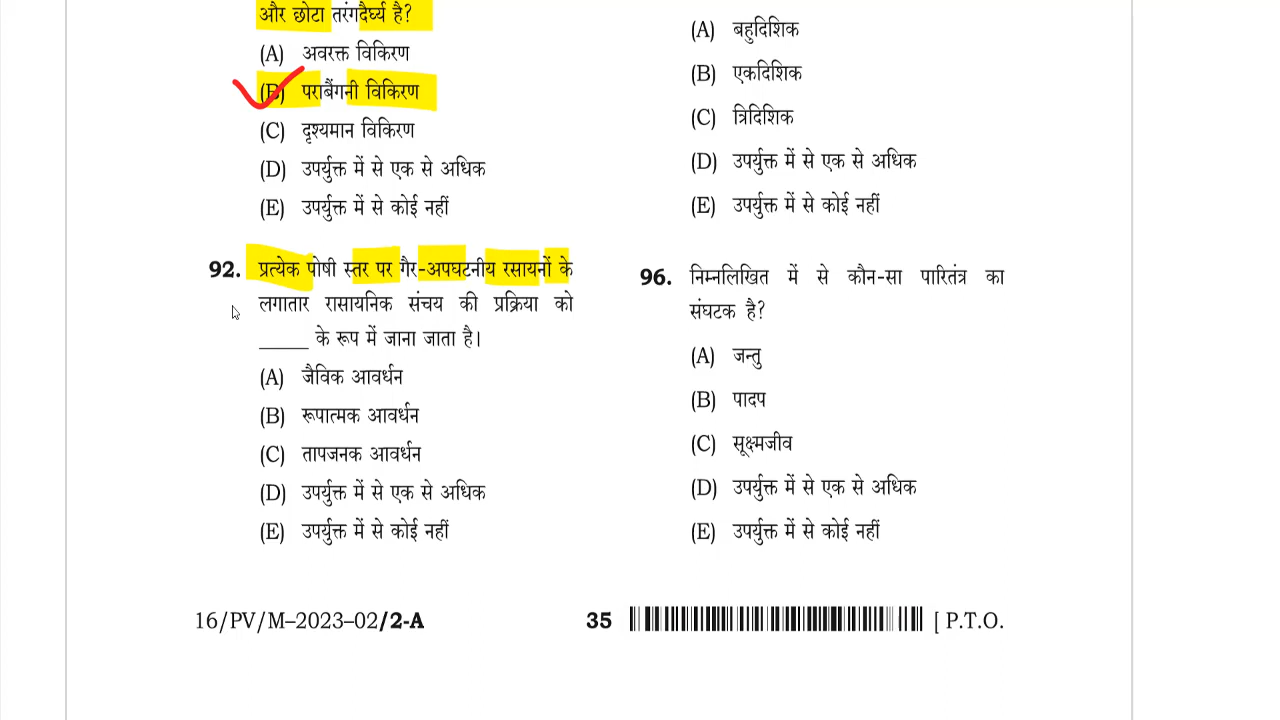 और छोटा तरंगदैर्घ्य है?
(A) अवरक्त विकिरण
(B) पराबैंगनी विकिरण
(C) दृश्यमान विकिरण
(D) उपर्युक्त में से एक से अधिक
(E) उपर्युक्त में से कोई नहीं
92. प्रत्येक पोषी स्तर पर गैर-अपघटनीय रसायनों के
लगातार रासायनिक संचय की प्रक्रिया को
_____ के रूप में जाना जाता है।
(A) जैविक आवर्धन
(B) रूपात्मक आवर्धन
(C) तापजनक आवर्धन
(D) उपर्युक्त में से एक से अधिक
(E) उपर्युक्त में से कोई नहीं
(A) बहुदिशिक
(B) एकदिशिक
(C) त्रिदिशिक
(D) उपर्युक्त में से एक से अधिक
(E) उपर्युक्त में से कोई नहीं
96. निम्नलिखित में से कौन-सा पारितंत्र का
संघटक है?
(A) जन्तु
(B) पादप
(C) सूक्ष्मजीव
(D) उपर्युक्त में से एक से अधिक
(E) उपर्युक्त में से कोई नहीं
16/PV/M–2023–02/2-A
35
[ P.T.O.